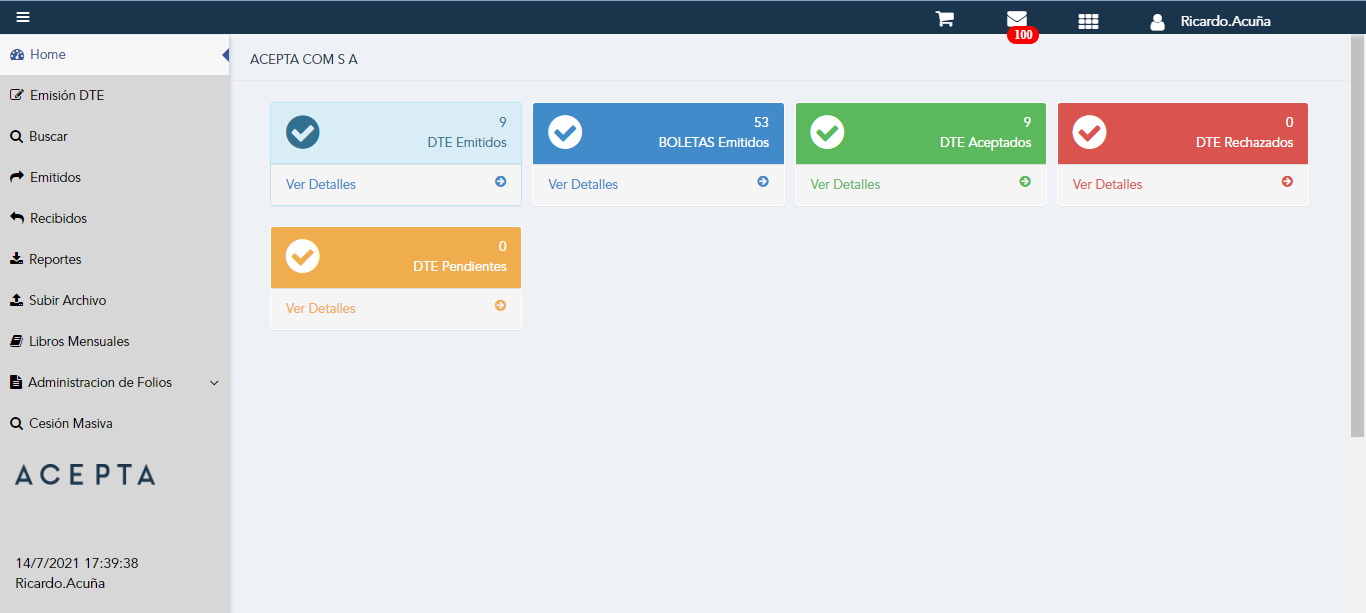 100
Ricardo.Acuña
Home
ACEPTA COM S A
Emisión DTE
Buscar
Emitidos
Recibidos
Reportes
Subir Archivo
Libros Mensuales
Administracion de Folios
Cesión Masiva
ACEPTA
14/7/2021 17:39:38
Ricardo.Acuña
9
DTE Emitidos
Ver Detalles
53
BOLETAS Emitidos
Ver Detalles
9
DTE Aceptados
Ver Detalles
0
DTE Rechazados
Ver Detalles
0
DTE Pendientes
Ver Detalles